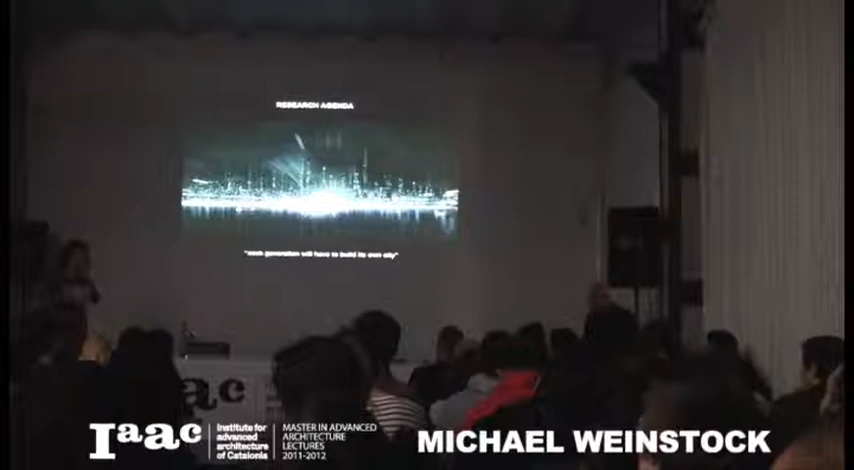 RESEARCH AGENDA
"each generation will have to build its own city"
aac
Iaac
Institute for
advanced
architecture
of Catalonia
MASTER IN ADVANCED
ARCHITECTURE
LECTURES
2011-2012
MICHAEL WEINSTOCK